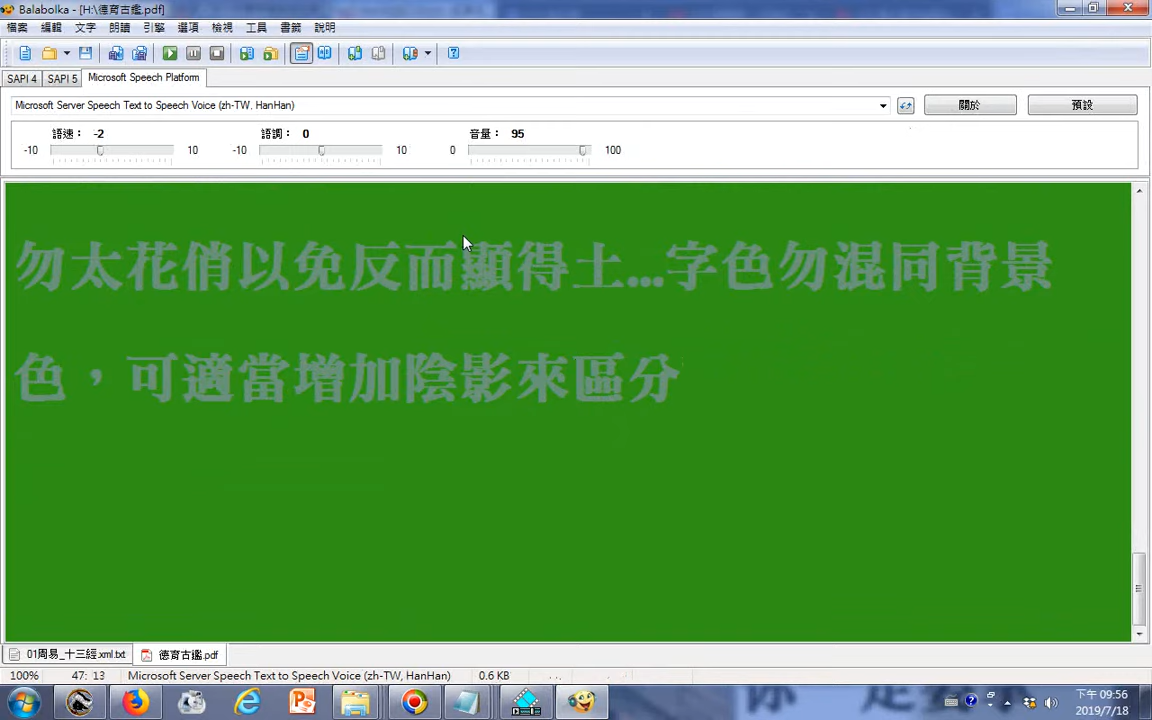 Balabolka - [H:\德育古鑑.pdf]
檔案 編輯 文字 朗讀 引擎 選項 檢視 工具 書籤 說明
SAPI 4 SAPI 5 Microsoft Speech Platform
Microsoft Server Speech Text to Speech Voice (zh-TW, HanHan) 關於 預設
語速： -2 語調： 0 音量： 95
-10 10 -10 10 0 100
勿太花俏以免反而顯得土...字色勿混同背景
色，可適當增加陰影來區分
01周易_十三經.xml.txt 德育古鑑.pdf
100% 47: 13 Microsoft Server Speech Text to Speech Voice (zh-TW, HanHan) 0.6 KB
下午 09:56
2019/7/18